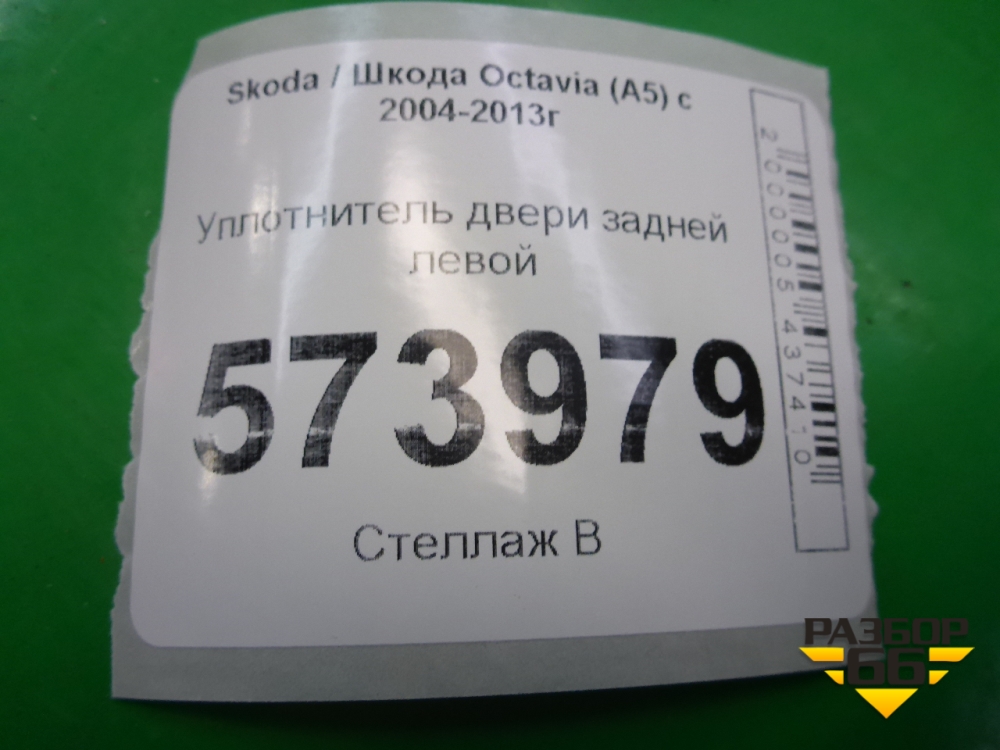 Skoda / Шкода Octavia (A5) с
2004-2013г
Уплотнитель двери задней
левой
573979
Стеллаж В
2000005437410
РАЗБОР
66